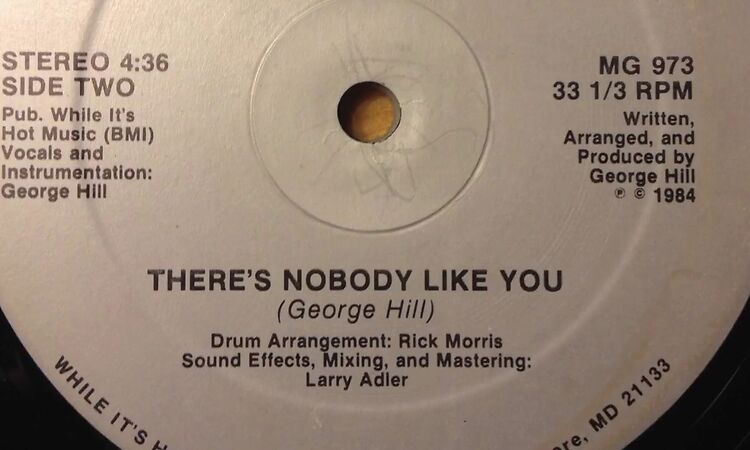 STEREO 4:36
SIDE TWO
Pub. While It's
Hot Music (BMI)
Vocals and
Instrumentation:
George Hill
MG 973
33 1/3 RPM
Written,
Arranged, and
Produced by
George Hill
℗ © 1984
THERE'S NOBODY LIKE YOU
(George Hill)
Drum Arrangement: Rick Morris
Sound Effects, Mixing, and Mastering:
Larry Adler
WHILE IT'S H
ore, MD 21133